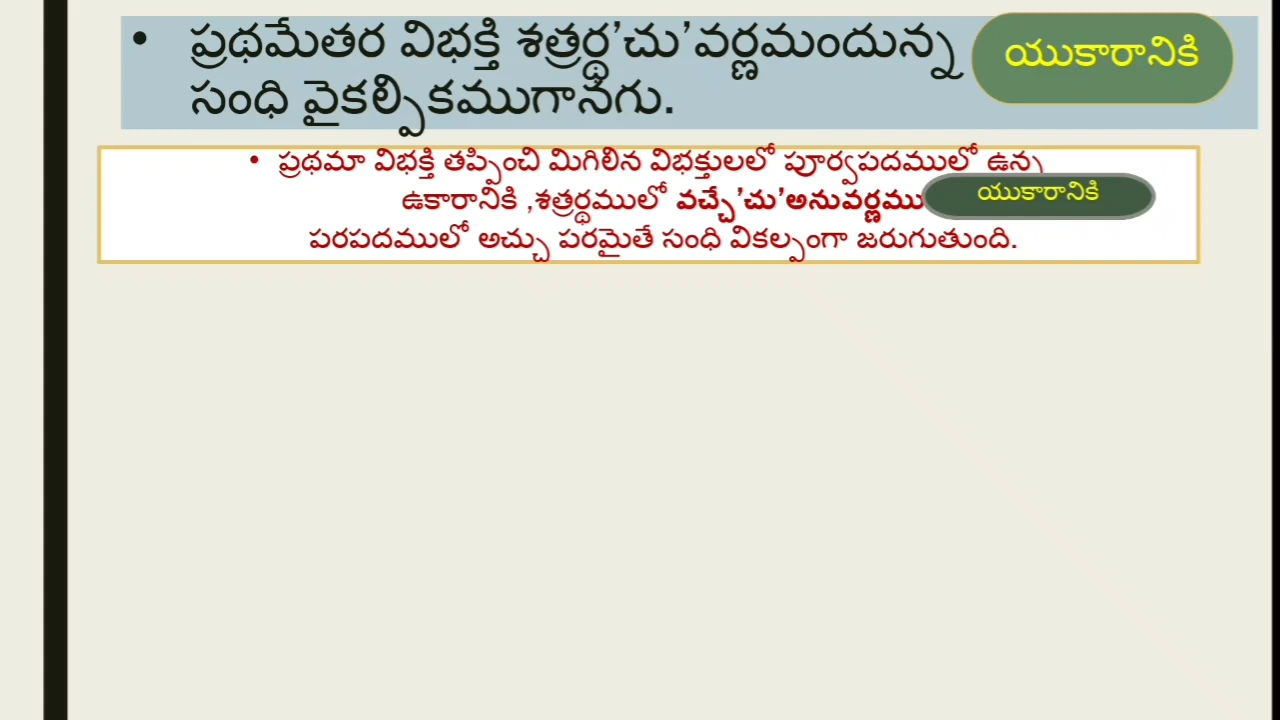 • ప్రథమేతర విభక్తి శత్రర్థ'చు'వర్ణమందున్న యుకారానికి
సంధి వైకల్పికముగానగు.
• ప్రథమా విభక్తి తప్పించి మిగిలిన విభక్తులలో పూర్వపదములో ఉన్న
ఉకారానికి ,శత్రర్థములో వచ్చే'చు'అనువర్ణము యుకారానికి
పరపదములో అచ్చు పరమైతే సంధి వికల్పంగా జరుగుతుంది.